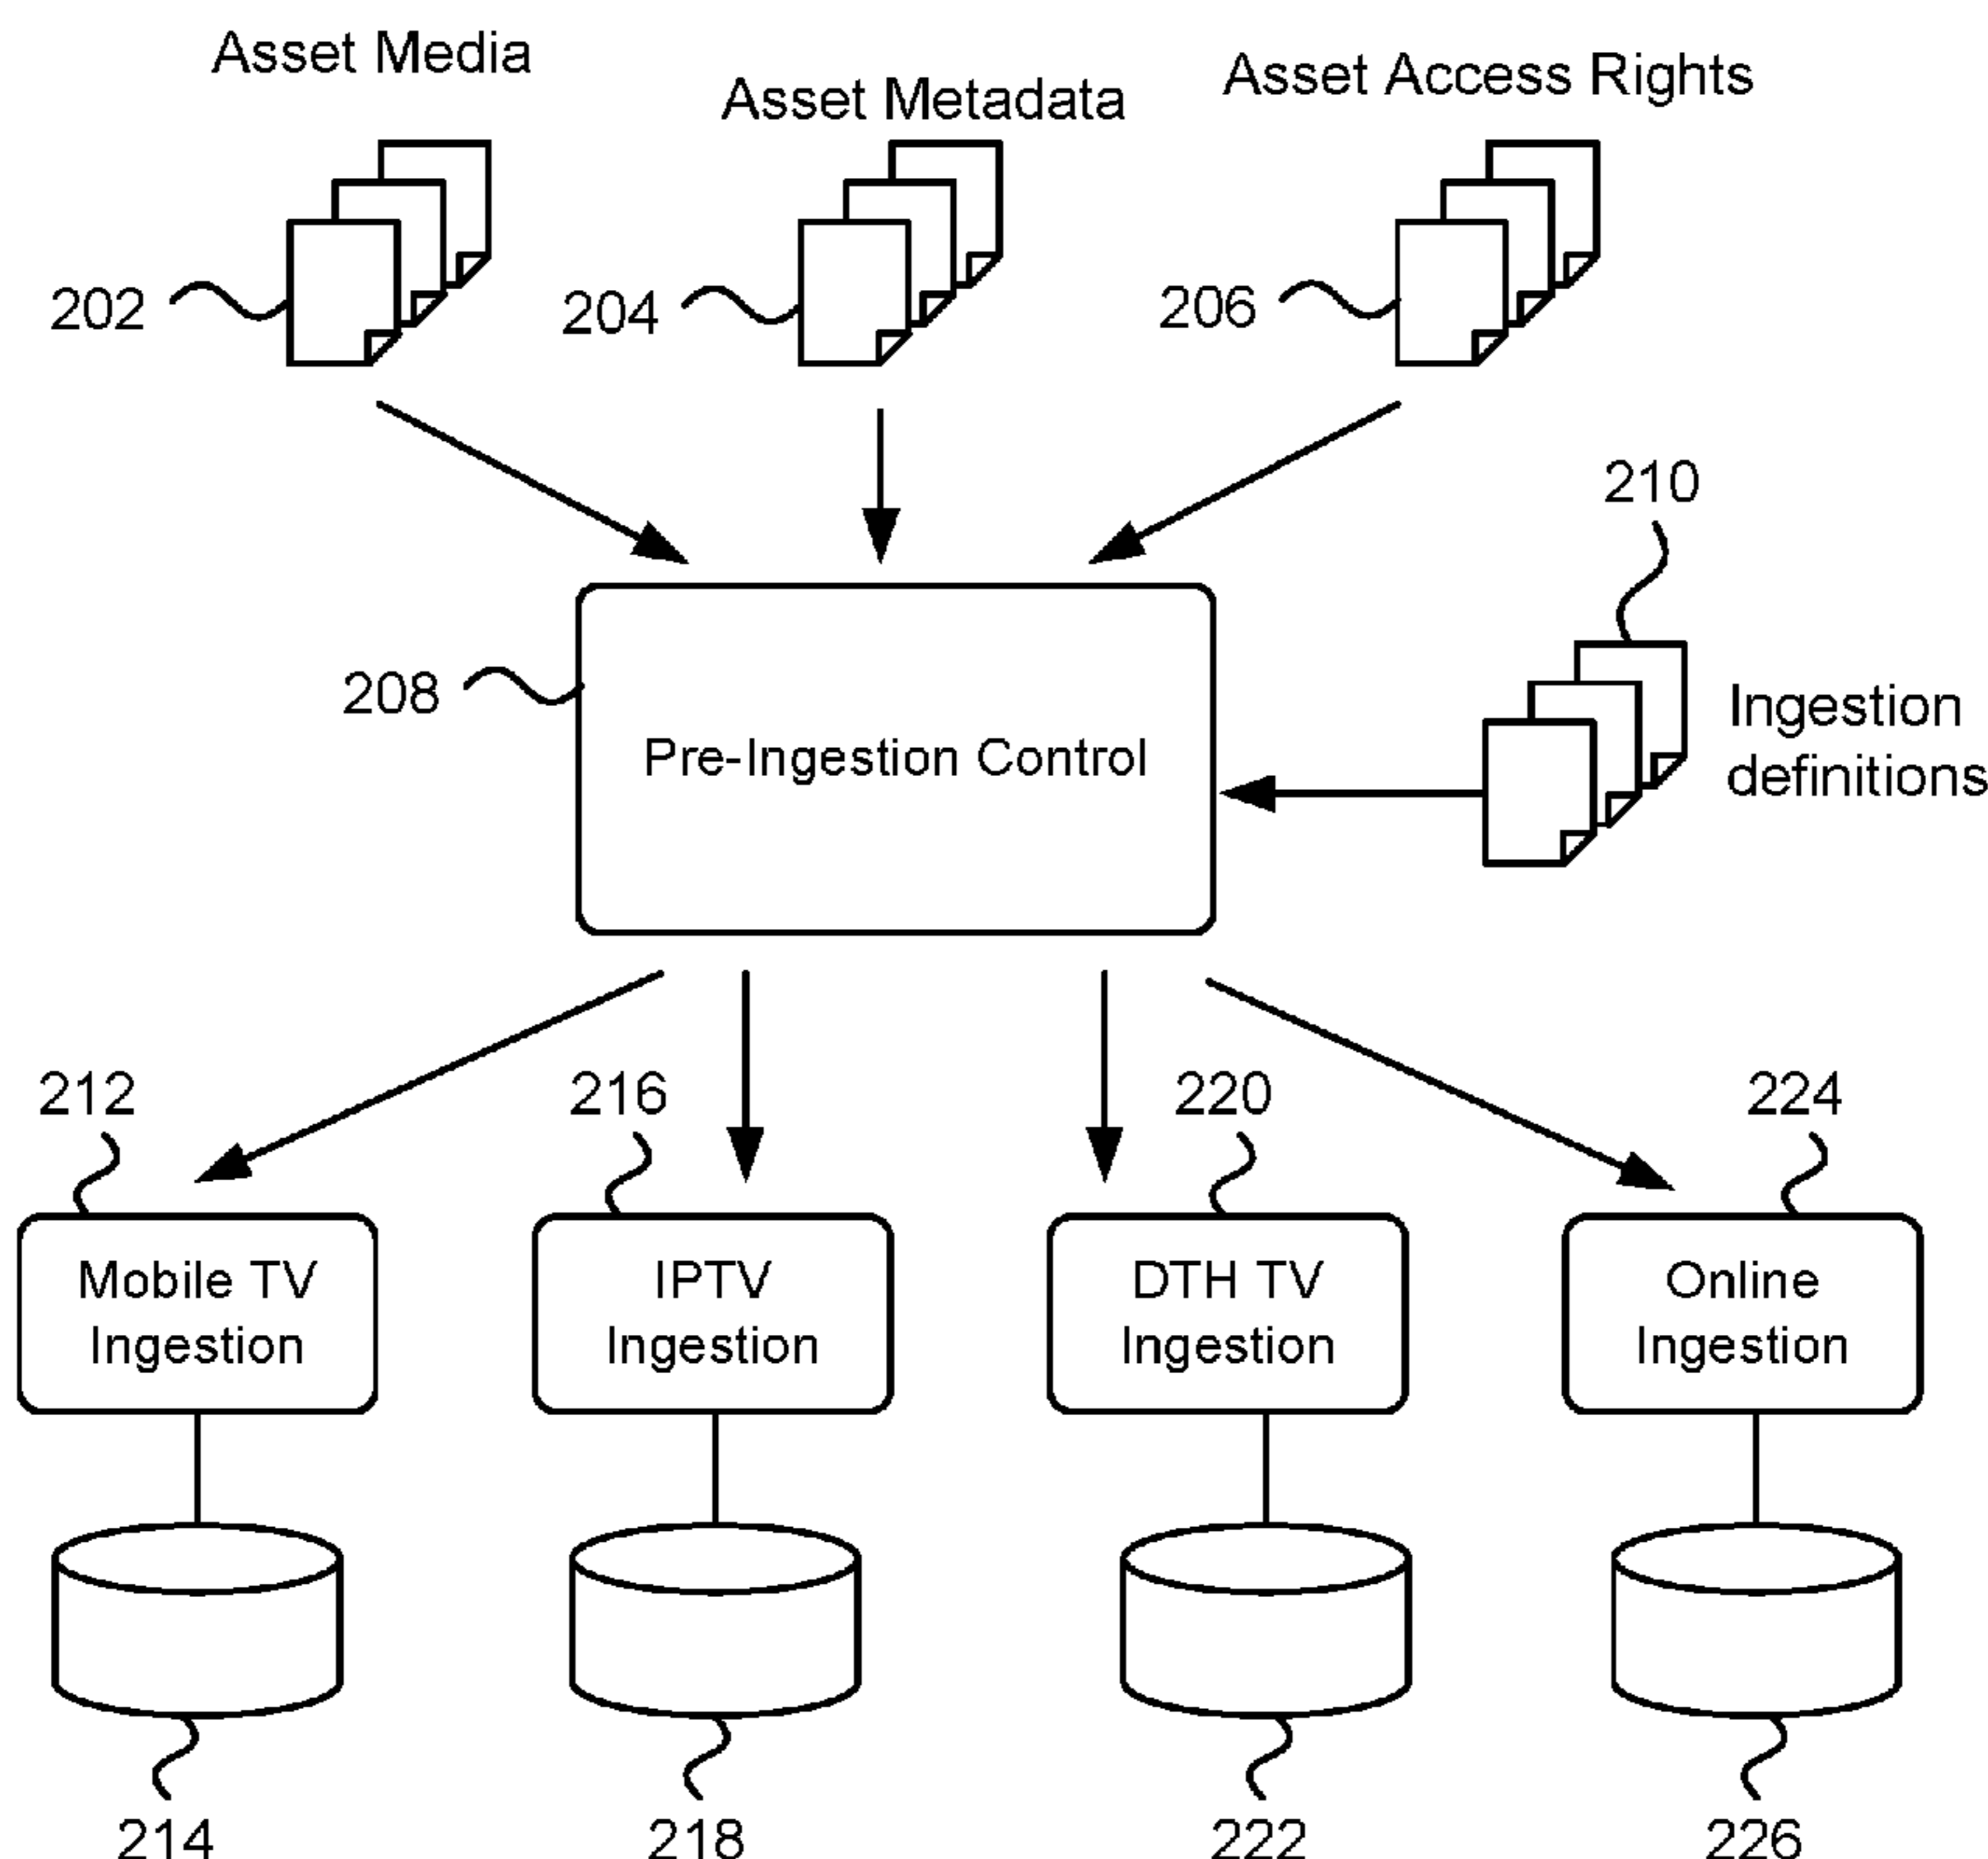 Asset Media
Asset Metadata
Asset Access Rights
202
204
206
210
208
Pre-Ingestion Control
Ingestion
definitions
212
216
220
224
Mobile TV
Ingestion
IPTV
Ingestion
DTH TV
Ingestion
Online
Ingestion
214
218
222
226